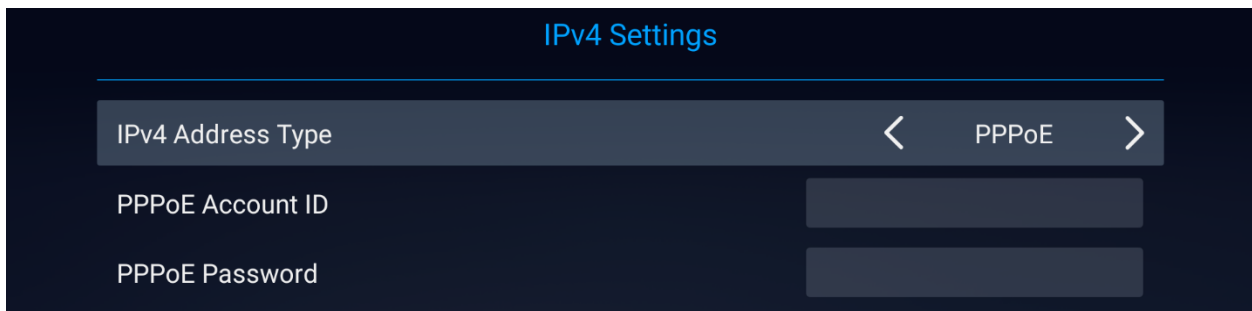 IPv4 Settings
IPv4 Address Type PPPoE
PPPoE Account ID
PPPoE Password